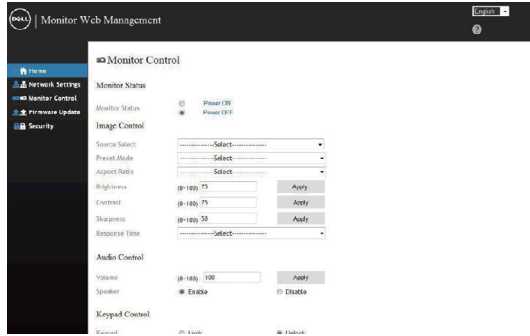 DELL
Monitor Web Management
English
?
Home
Network Settings
Monitor Control
Firmware Update
Security
Monitor Control
Monitor Status
Monitor Status
Power ON
Power OFF
Image Control
Source Select ----------------Select----------------
Preset Mode ----------------Select----------------
Aspect Ratio ----------------Select----------------
Brightness (0~100) 75 Apply
Contrast (0~100) 75 Apply
Sharpness (0~100) 50 Apply
Response Time ----------------Select----------------
Audio Control
Volume (0~100) 100 Apply
Speaker Enable Disable
Keypad Control
Keypad Lock Unlock